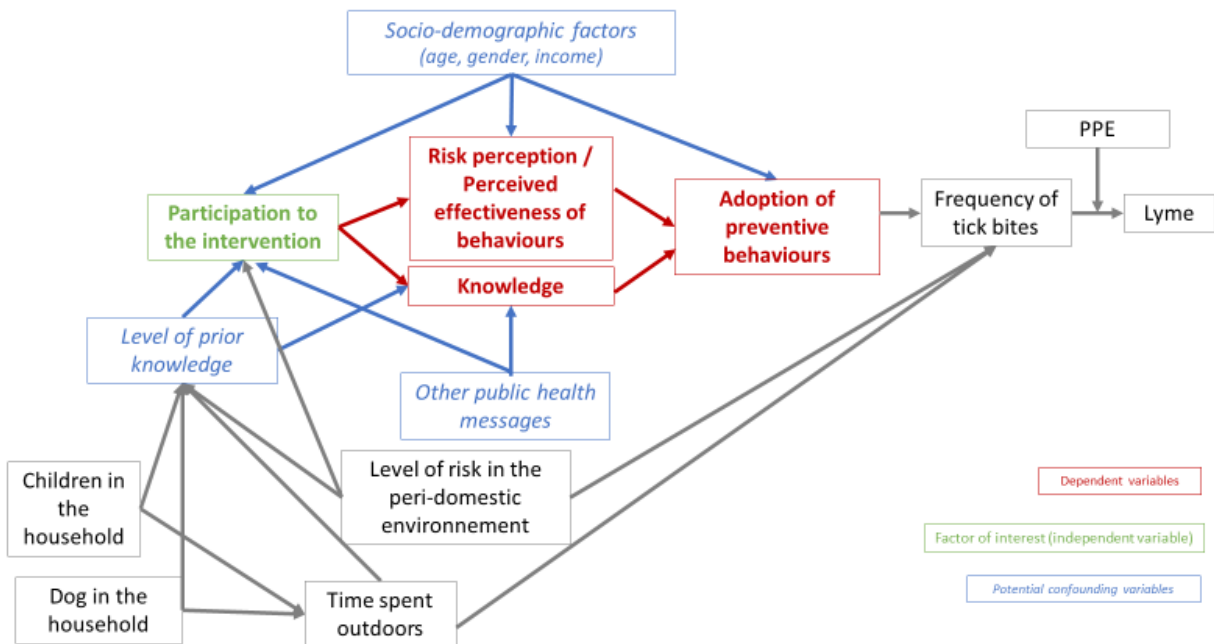 Socio-demographic factors
(age, gender, income)
PPE
Risk perception /
Perceived
effectiveness of
behaviours
Participation to
the intervention
Adoption of
preventive
behaviours
Frequency of
tick bites
Lyme
Knowledge
Level of prior
knowledge
Other public health
messages
Children in
the
household
Level of risk in the
peri-domestic
environnement
Dog in the
household
Time spent
outdoors
Dependent variables
Factor of interest (independent variable)
Potential confounding variables